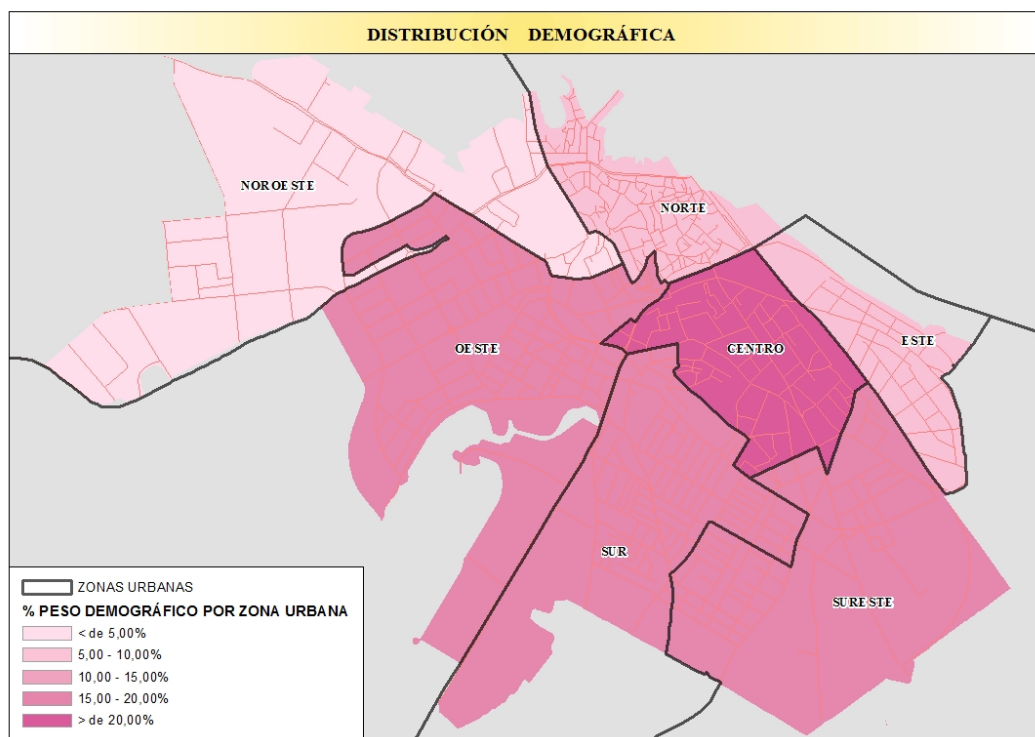 DISTRIBUCIÓN DEMOGRÁFICA
NOROESTE
NORTE
ESTE
OESTE
CENTRO
SUR
SURESTE
ZONAS URBANAS
% PESO DEMOGRÁFICO POR ZONA URBANA
< de 5,00%
5,00 - 10,00%
10,00 - 15,00%
15,00 - 20,00%
> de 20,00%